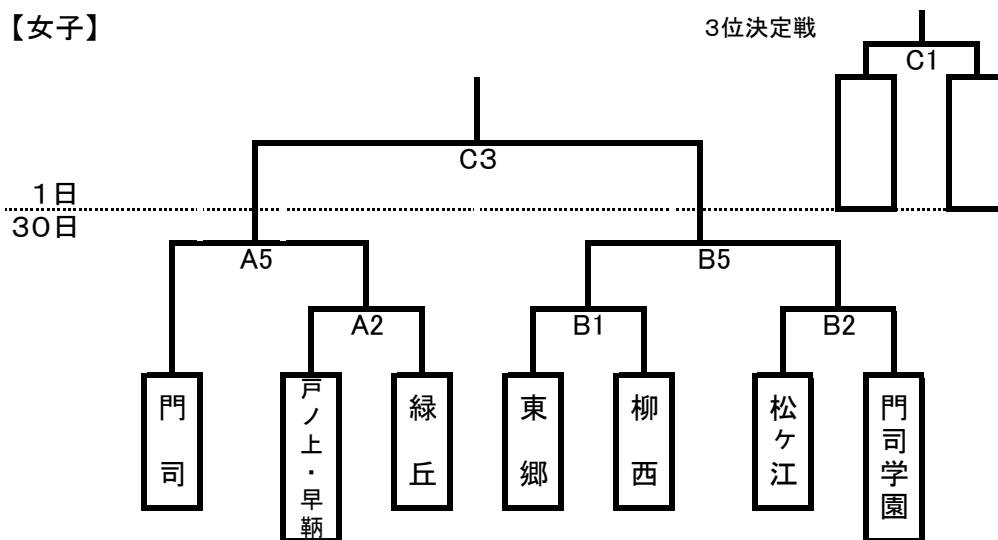 【女子】
3位決定戦
C1
C3
1日
30日
A5
B5
A2
B1
B2
門司
戸ノ上・早鞆
緑丘
東郷
柳西
松ヶ江
門司学園